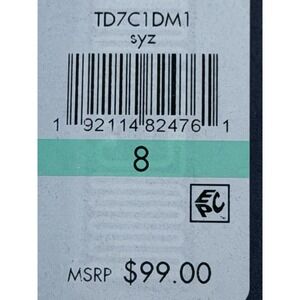 TD7C1DM1
syz
1 92114 82476 1
8
EPC
MSRP $99.00